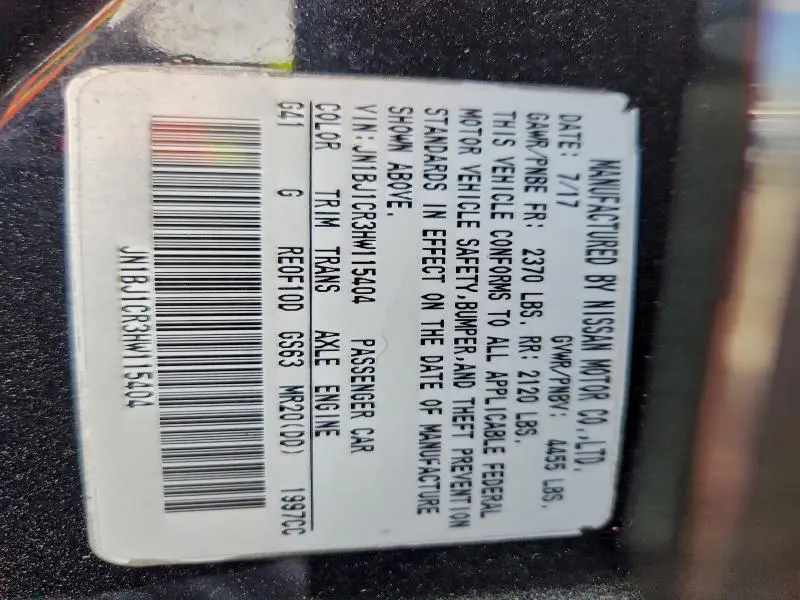 MANUFACTURED BY NISSAN MOTOR CO.,LTD.
DATE: 7/17 GVWR/PNBV: 4455 LBS.
GAWR/PNBE FR: 2370 LBS. RR: 2120 LBS.
THIS VEHICLE CONFORMS TO ALL APPLICABLE FEDERAL
MOTOR VEHICLE SAFETY,BUMPER,AND THEFT PREVENTION
STANDARDS IN EFFECT ON THE DATE OF MANUFACTURE
SHOWN ABOVE.
VIN:JN1BJ1CR3HW115404 PASSENGER CAR
COLOR TRIM TRANS AXLE ENGINE
G41 G RE0F10D GS63 MR20(DD) 1997CC
JN1BJ1CR3HW115404